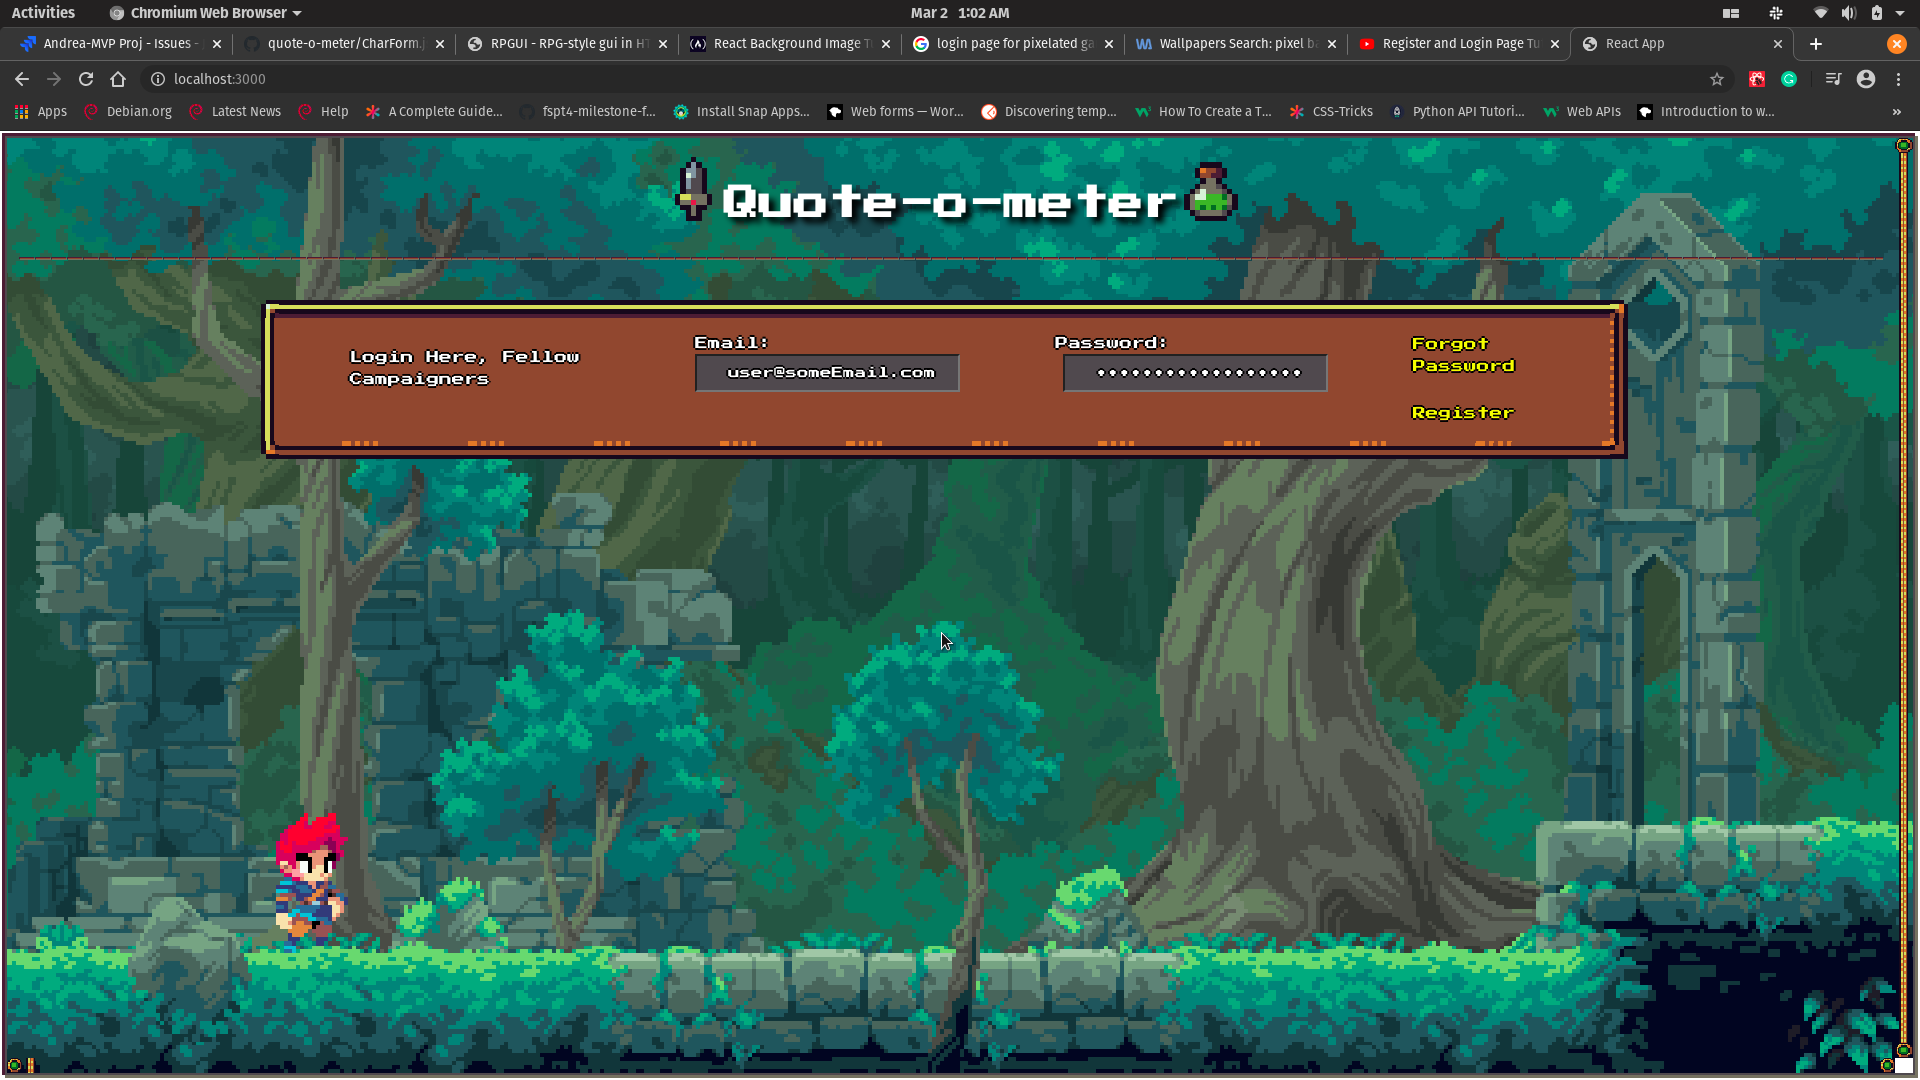 Activities
Chromium Web Browser
Mar 2 1:02 AM
Andrea-MVP Proj - Issues -
quote-o-meter/CharForm.j
RPGUI - RPG-style gui in HT
React Background Image T
login page for pixelated ga
Wallpapers Search: pixel b
Register and Login Page Tu
React App
localhost:3000
Apps
Debian.org
Latest News
Help
A Complete Guide...
fspt4-milestone-f...
Install Snap Apps...
Web forms — Wor...
Discovering temp...
How To Create a T...
CSS-Tricks
Python API Tutori...
Web APIs
Introduction to w...
»
Quote-o-meter
Login Here, Fellow
Campaigners
Email:
user@someEmail.com
Password:
Forgot
Password
Register